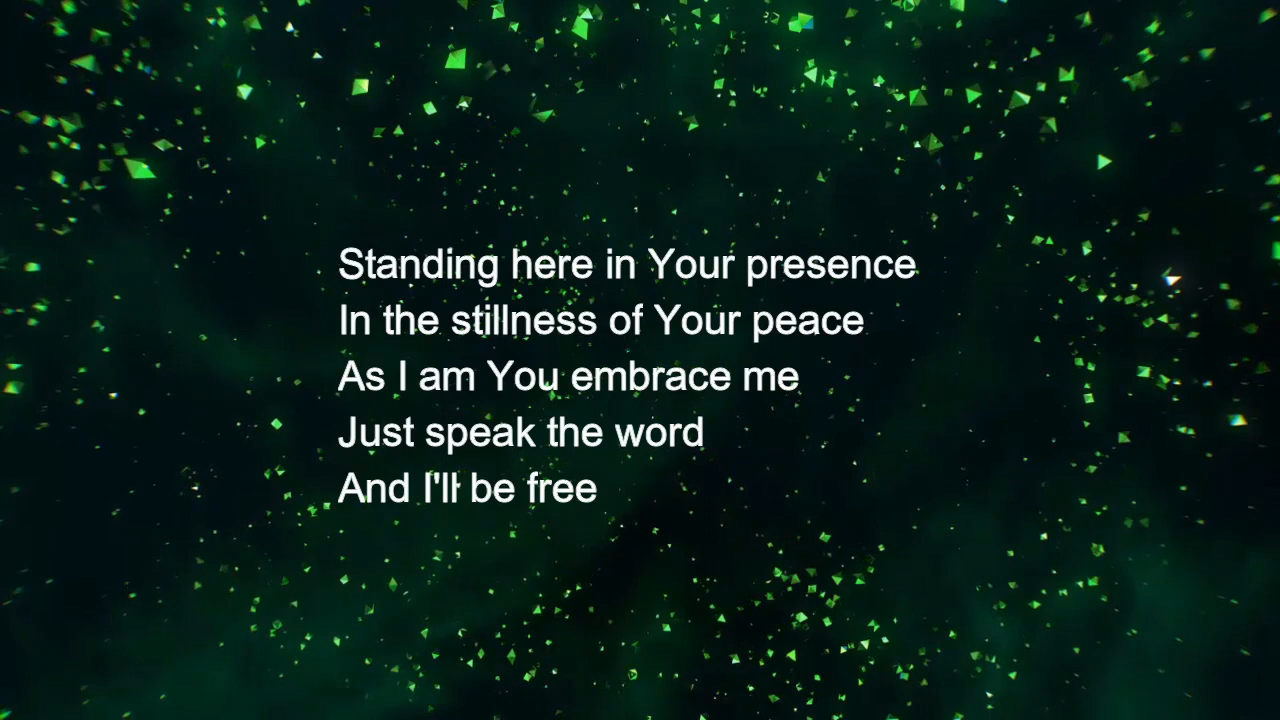 Standing here in Your presence
In the stillness of Your peace
As I am You embrace me
Just speak the word
And I'll be free